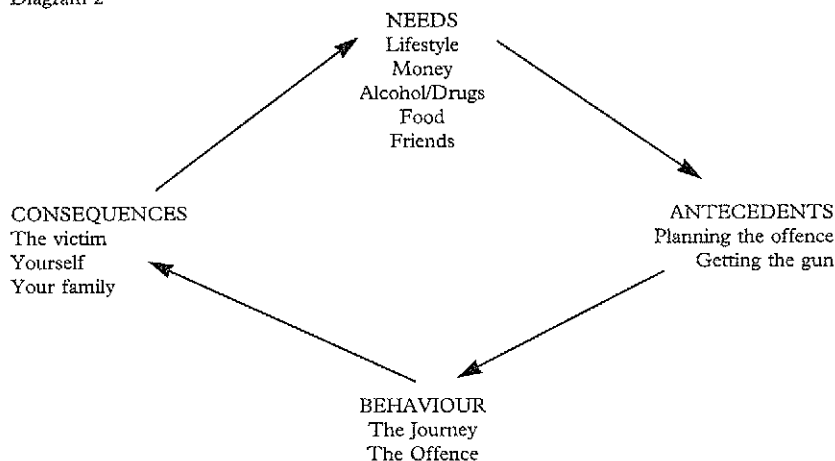 Diagram 2
NEEDS
Lifestyle
Money
Alcohol/Drugs
Food
Friends
CONSEQUENCES
The victim
Yourself
Your family
ANTECEDENTS
Planning the offence
Getting the gun
BEHAVIOUR
The Journey
The Offence